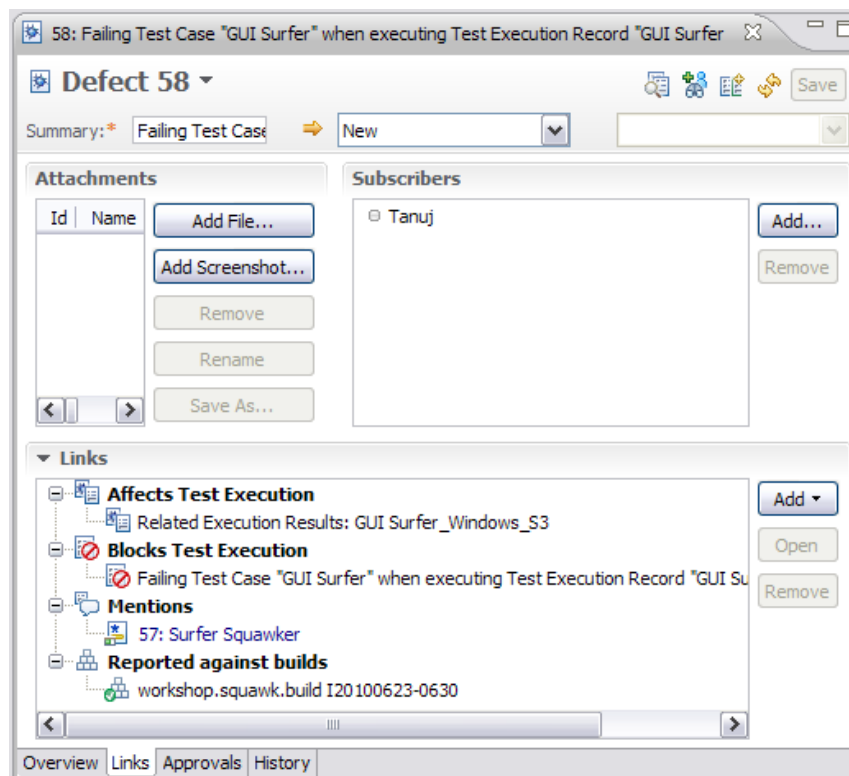 58: Failing Test Case "GUI Surfer" when executing Test Execution Record "GUI Surfer
Defect 58
Save
Summary:* Failing Test Case New
Attachments
Subscribers
Id Name
Add File...
Add Screenshot...
Remove
Rename
Save As...
Tanuj
Add...
Remove
Links
Affects Test Execution
Related Execution Results: GUI Surfer_Windows_S3
Blocks Test Execution
Failing Test Case "GUI Surfer" when executing Test Execution Record "GUI Su
Mentions
57: Surfer Squawker
Reported against builds
workshop.squawk.build I20100623-0630
Add
Open
Remove
Overview Links Approvals History